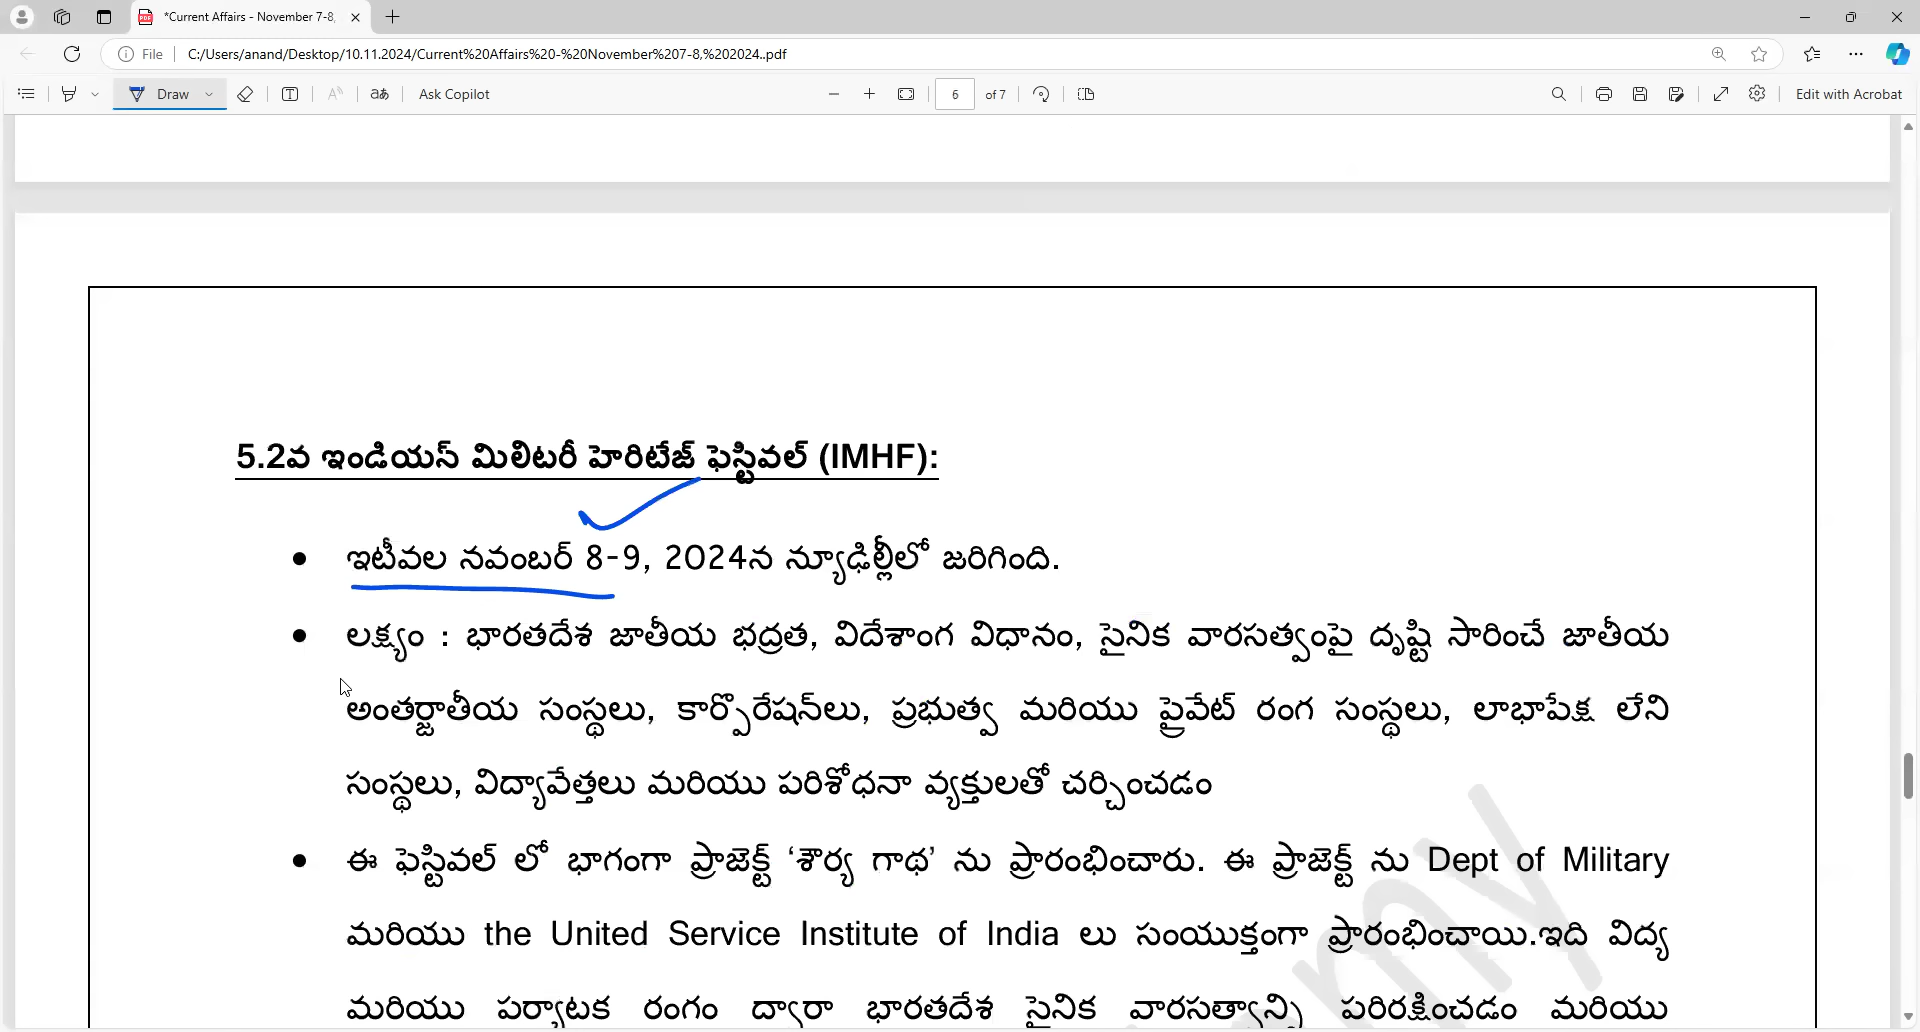 *Current Affairs - November 7-8,
File
C:/Users/anand/Desktop/10.11.2024/Current%20Affairs%20-%20November%207-8,%202024..pdf
Draw
aあ
Ask Copilot
6 of 7
Edit with Acrobat
5.2వ ఇండియన్ మిలిటరీ హెరిటేజ్ ఫెస్టివల్ (IMHF):
• ఇటీవల నవంబర్ 8-9, 2024న న్యూఢిల్లీలో జరిగింది.
• లక్ష్యం : భారతదేశ జాతీయ భద్రత, విదేశాంగ విధానం, సైనిక వారసత్వంపై దృష్టి సారించే జాతీయ
అంతర్జాతీయ సంస్థలు, కార్పొరేషన్‌లు, ప్రభుత్వ మరియు ప్రైవేట్ రంగ సంస్థలు, లాభాపేక్ష లేని
సంస్థలు, విద్యావేత్తలు మరియు పరిశోధనా వ్యక్తులతో చర్చించడం
• ఈ ఫెస్టివల్ లో భాగంగా ప్రాజెక్ట్ ‘శౌర్య గాథ’ ను ప్రారంభించారు. ఈ ప్రాజెక్ట్ ను Dept of Military
మరియు the United Service Institute of India లు సంయుక్తంగా ప్రారంభించాయి.ఇది విద్య
మరియు పర్యాటక రంగం ద్వారా భారతదేశ సైనిక వారసత్వాన్ని పరిరక్షించడం మరియు